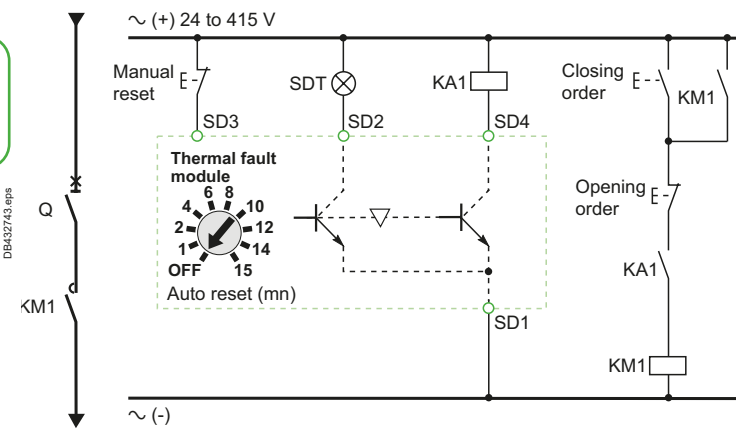 ∼ (+) 24 to 415 V
Manual
reset
SDT
KA1
Closing
order
KM1
SD3
SD2
SD4
Thermal fault
module
6 8
4 10
2 12
1 14
OFF 15
Auto reset (mn)
SD1
Opening
order
KA1
KM1
∼ (-)
Q
KM1
DB432743.eps